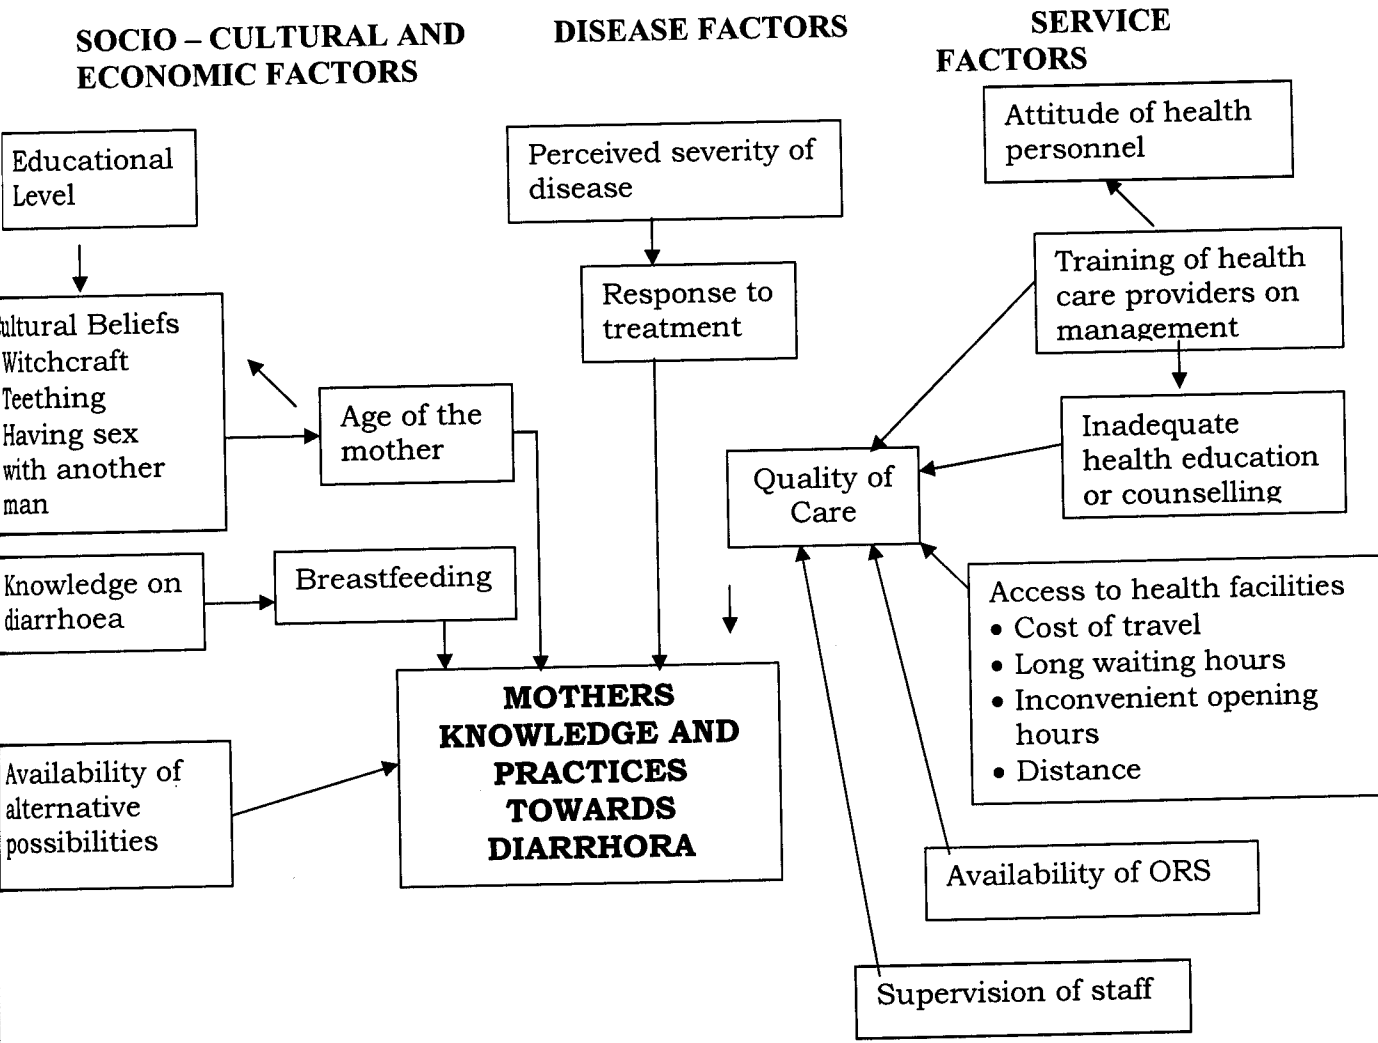 SOCIO – CULTURAL AND
ECONOMIC FACTORS
DISEASE FACTORS
SERVICE
FACTORS
Educational
Level
ultural Beliefs
Witchcraft
Teething
Having sex
with another
man
Age of the
mother
Knowledge on
diarrhoea
Breastfeeding
Availability of
alternative
possibilities
Perceived severity of
disease
Response to
treatment
MOTHERS
KNOWLEDGE AND
PRACTICES
TOWARDS
DIARRHORA
Attitude of health
personnel
Training of health
care providers on
management
Inadequate
health education
or counselling
Quality of
Care
Access to health facilities
• Cost of travel
• Long waiting hours
• Inconvenient opening
hours
• Distance
Availability of ORS
Supervision of staff